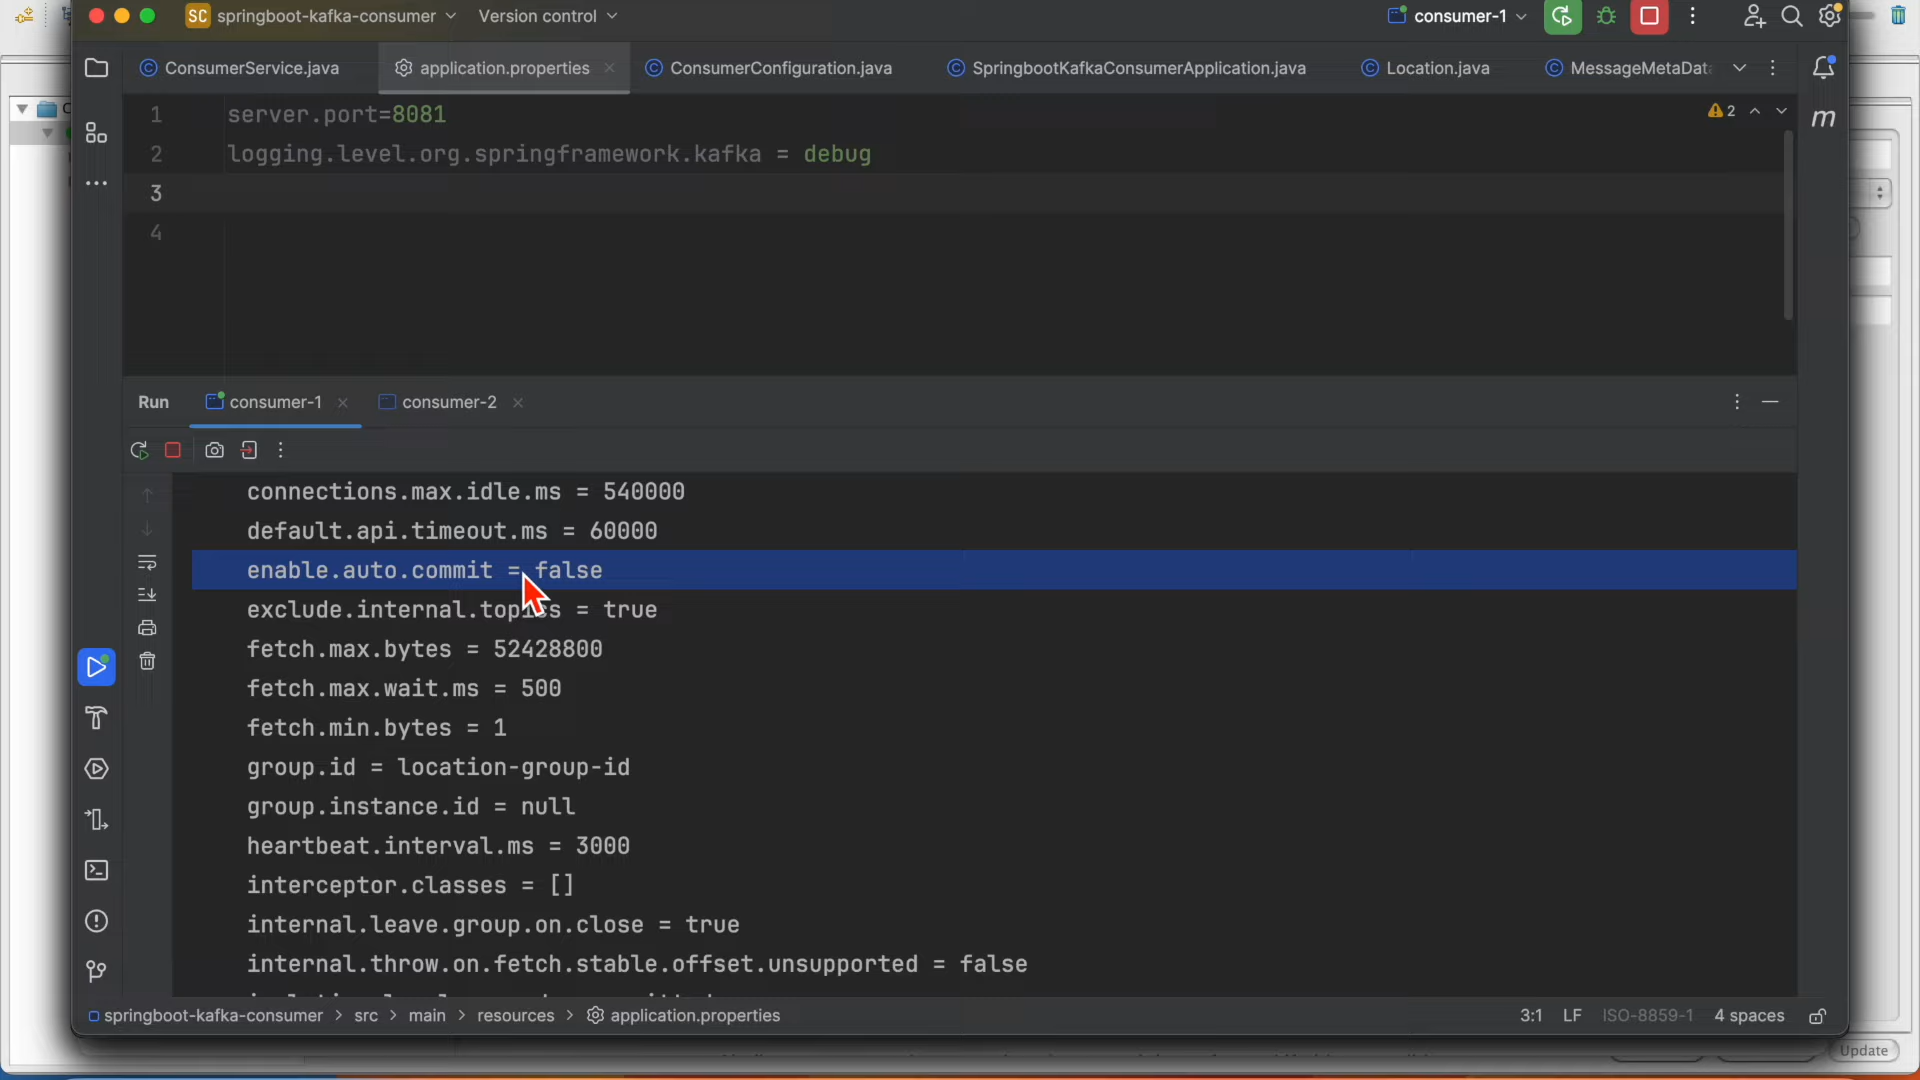 SC springboot-kafka-consumer Version control consumer-1
ConsumerService.java application.properties ConsumerConfiguration.java SpringbootKafkaConsumerApplication.java Location.java MessageMetaDat
1 server.port=8081
2
2 logging.level.org.springframework.kafka = debug
m
3
4
Run consumer-1 consumer-2
connections.max.idle.ms = 540000
default.api.timeout.ms = 60000
enable.auto.commit = false
exclude.internal.topics = true
fetch.max.bytes = 52428800
fetch.max.wait.ms = 500
fetch.min.bytes = 1
group.id = location-group-id
group.instance.id = null
heartbeat.interval.ms = 3000
interceptor.classes = []
internal.leave.group.on.close = true
internal.throw.on.fetch.stable.offset.unsupported = false
springboot-kafka-consumer > src > main > resources > application.properties 3:1 LF ISO-8859-1 4 spaces
Update